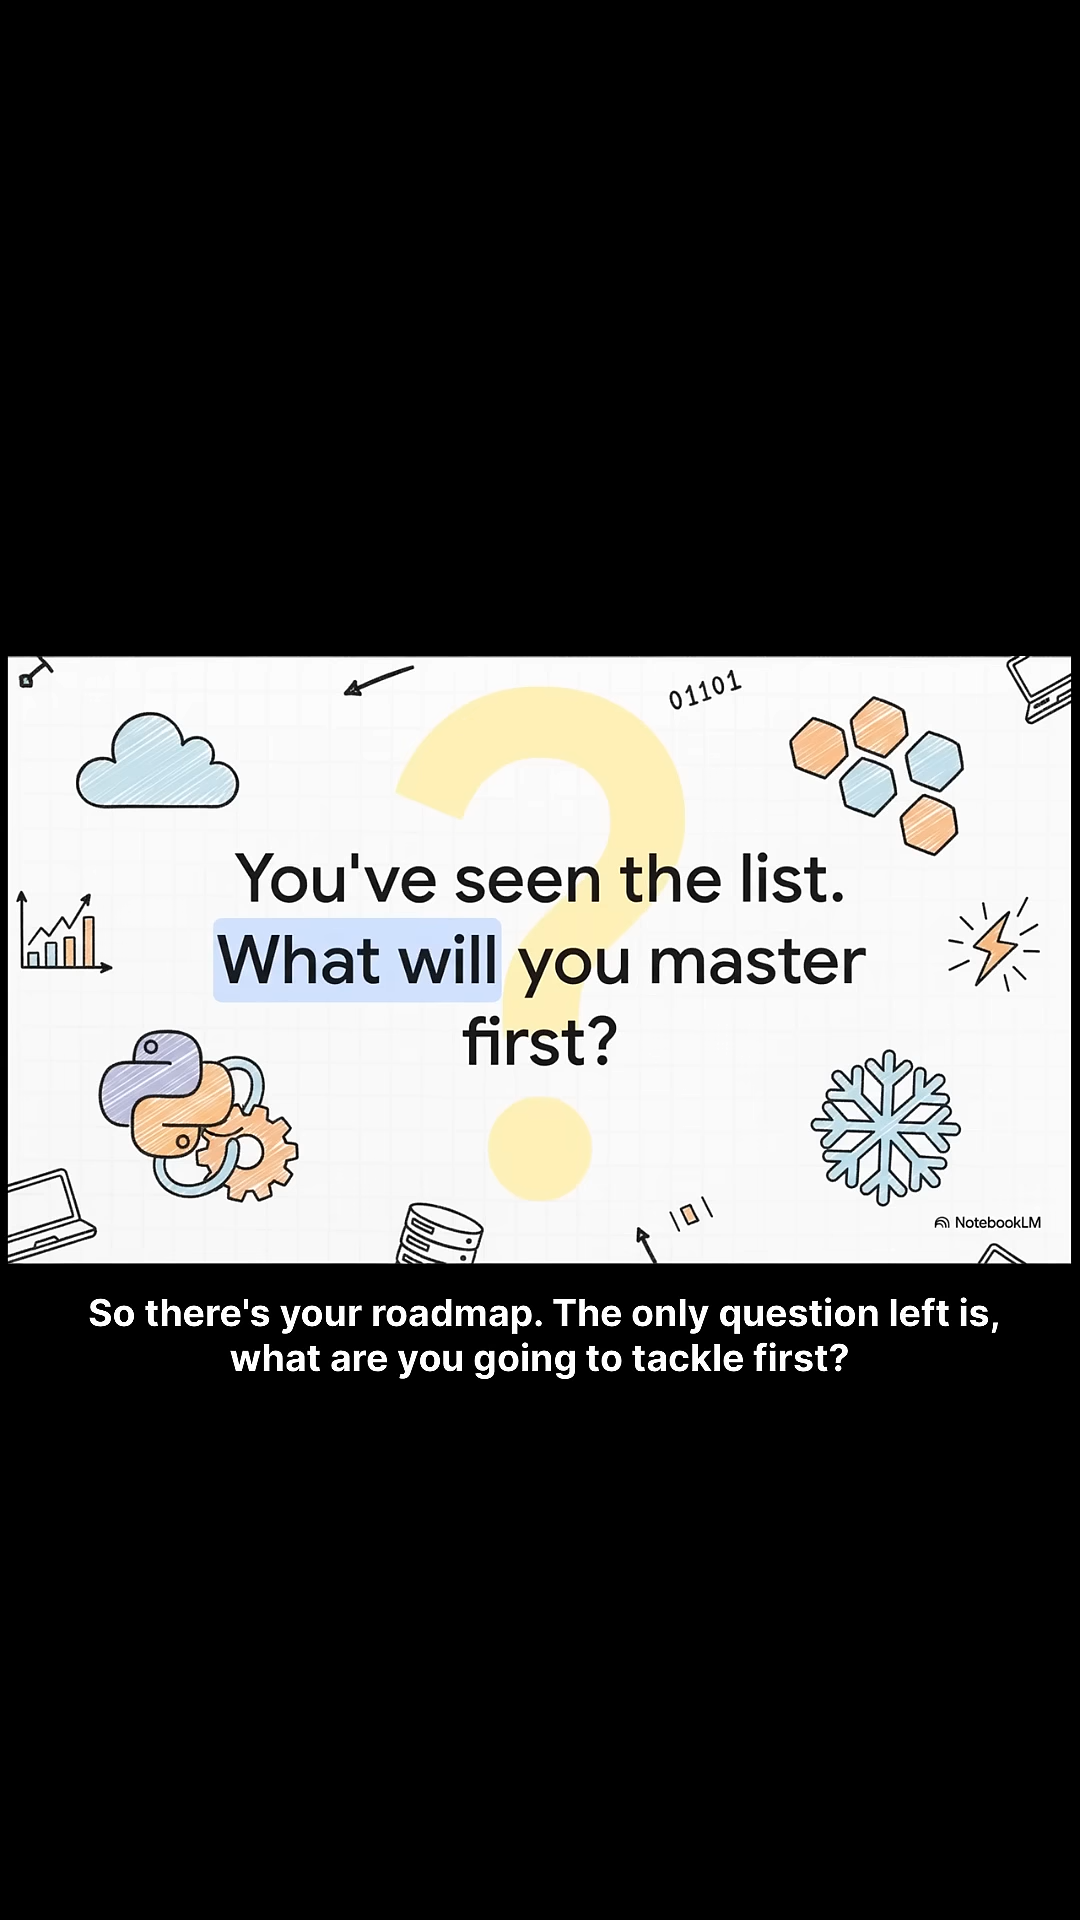 01101
You've seen the list.
What will you master
first?
NotebookLM
So there's your roadmap. The only question left is,
what are you going to tackle first?